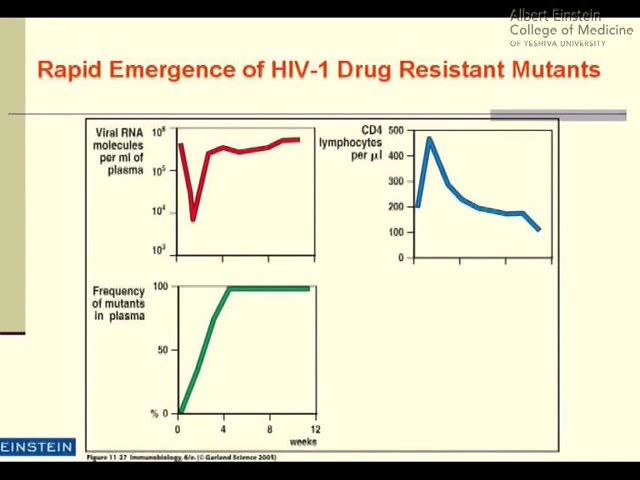 Albert Einstein
College of Medicine
OF YESHIVA UNIVERSITY
Rapid Emergence of HIV-1 Drug Resistant Mutants
Viral RNA
molecules
per ml of
plasma
10⁶
10⁵
10⁴
10³
CD4
lymphocytes
per µl
500
400
300
200
100
0
Frequency
of mutants
in plasma
100
50
% 0
0 4 8 12
weeks
EINSTEIN
Figure 11-27 Immunobiology, 6/e. (© Garland Science 2005)